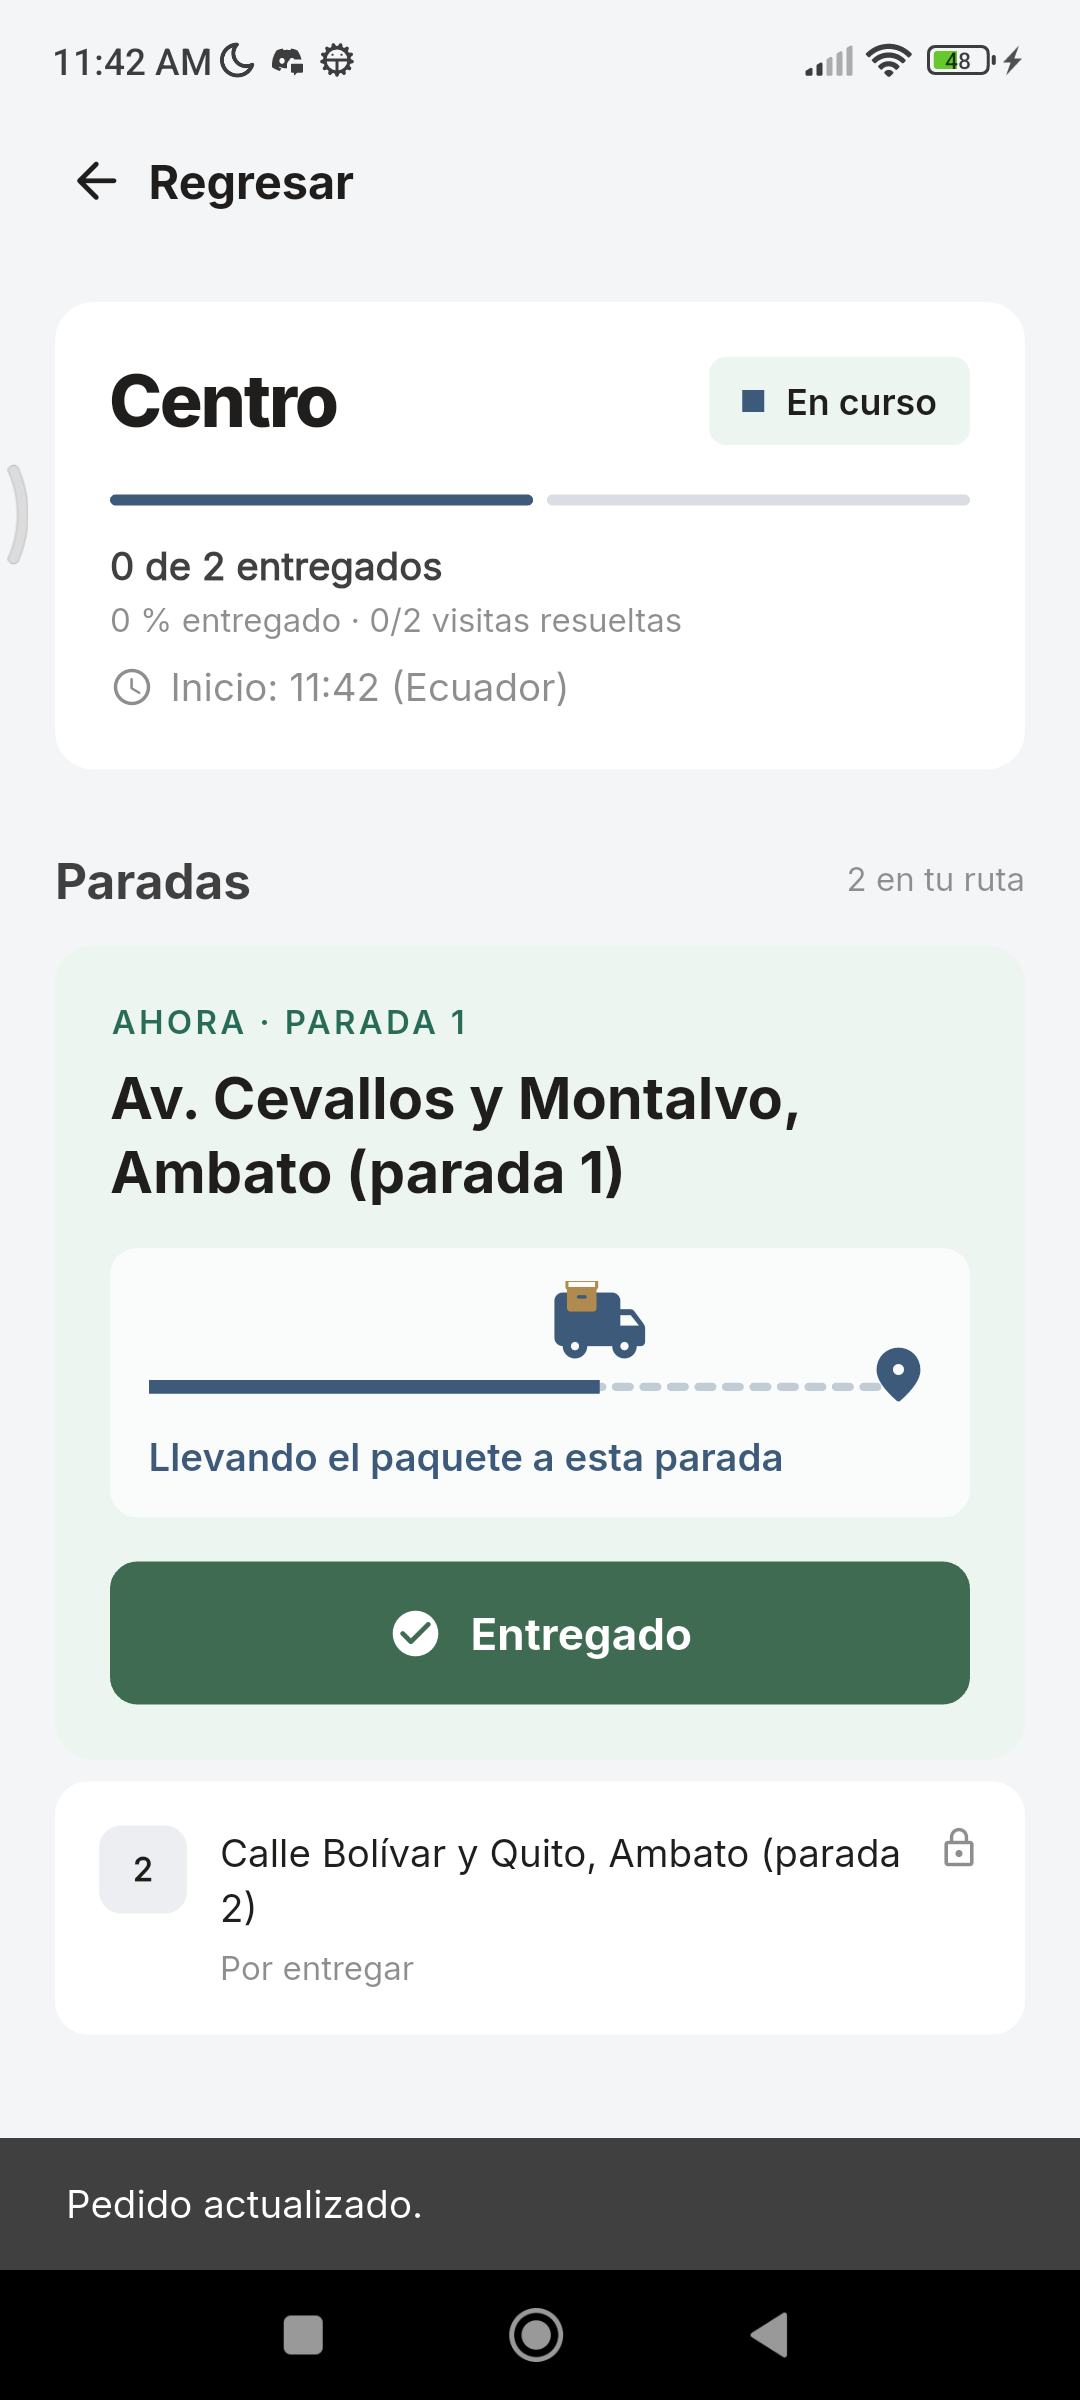 11:42 AM
48
Regresar
Centro
En curso
0 de 2 entregados
0 % entregado · 0/2 visitas resueltas
Inicio: 11:42 (Ecuador)
Paradas
2 en tu ruta
AHORA · PARADA 1
Av. Cevallos y Montalvo,
Ambato (parada 1)
Llevando el paquete a esta parada
Entregado
2
Calle Bolívar y Quito, Ambato (parada
2)
Por entregar
Pedido actualizado.